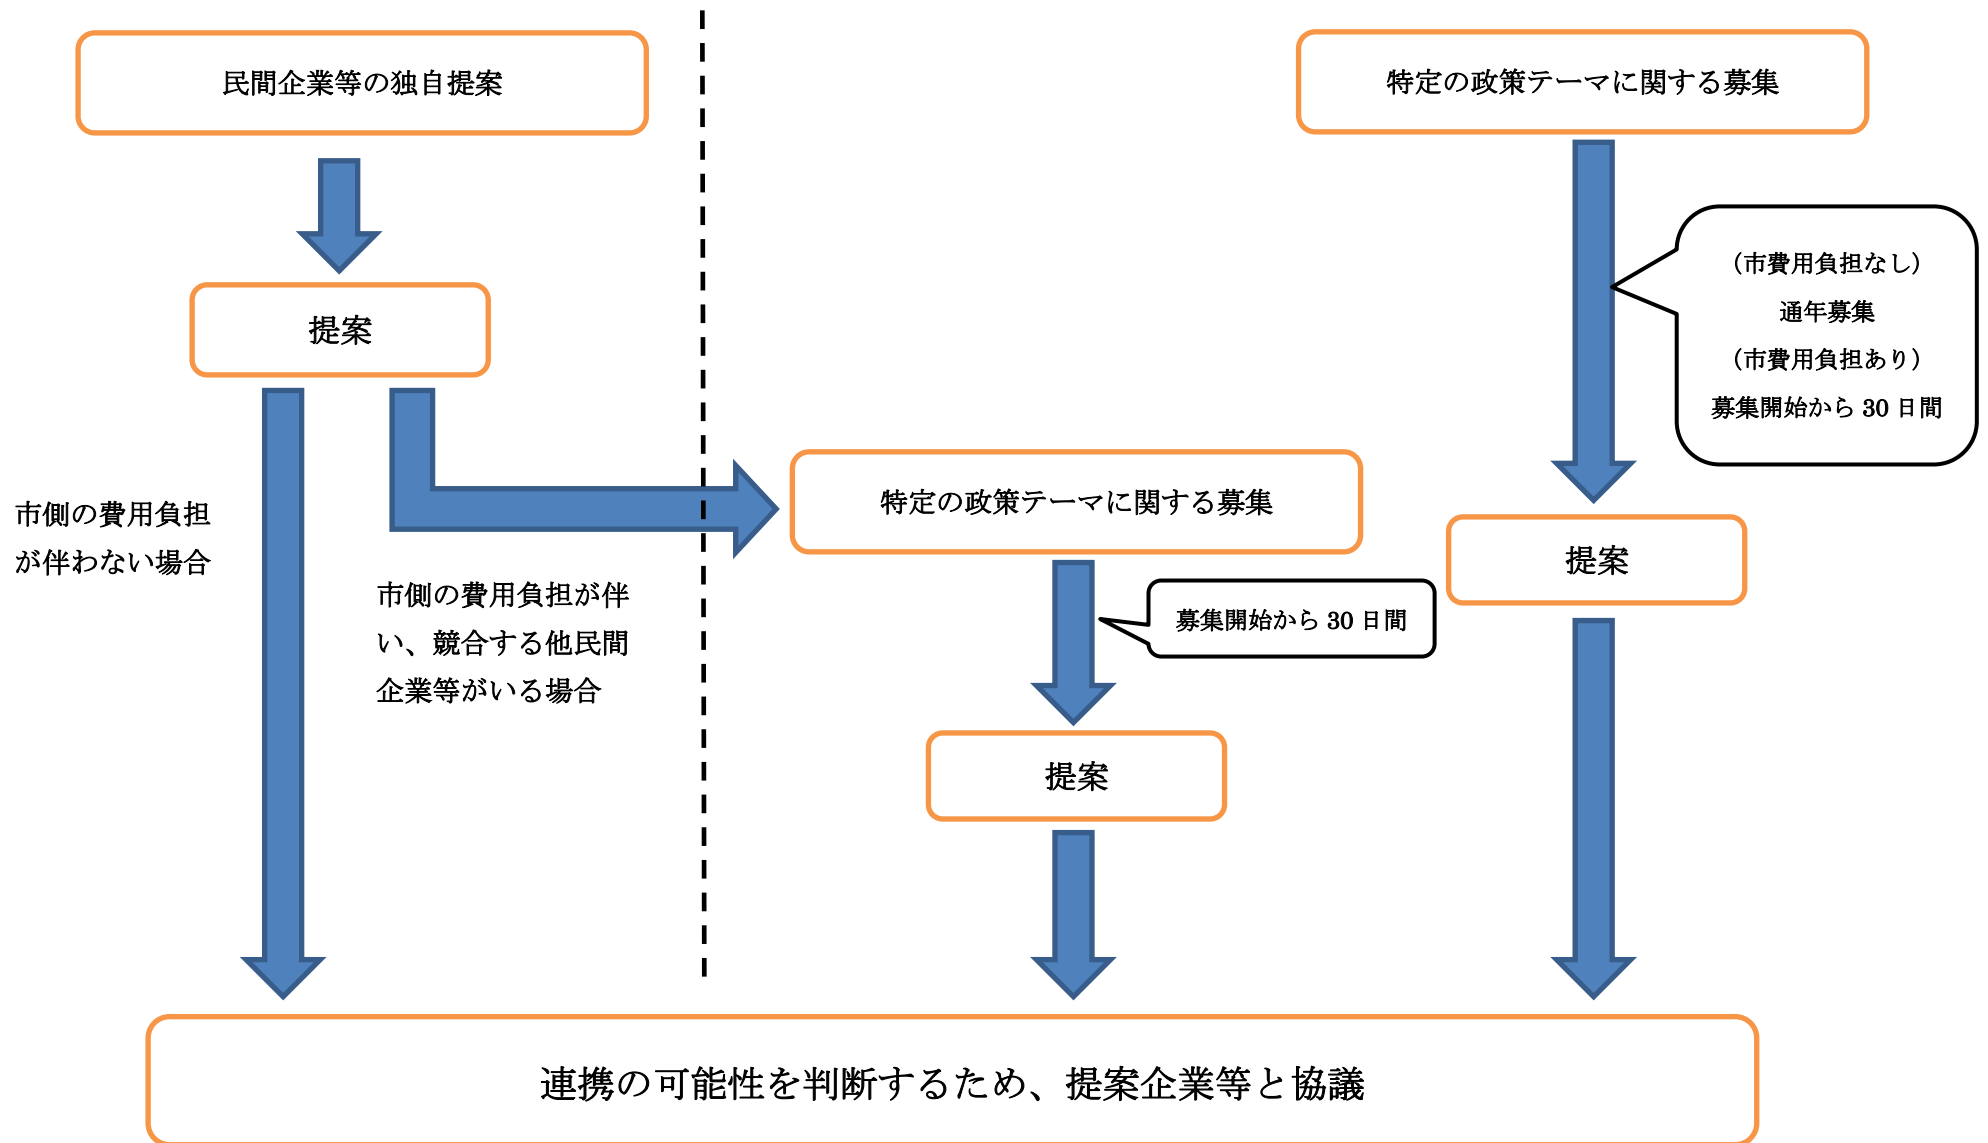 民間企業等の独自提案
特定の政策テーマに関する募集
（市費用負担なし）
通年募集
（市費用負担あり）
募集開始から 30 日間
提案
市側の費用負担
が伴わない場合
市側の費用負担が伴
い、競合する他民間
企業等がいる場合
特定の政策テーマに関する募集
募集開始から 30 日間
提案
提案
連携の可能性を判断するため、提案企業等と協議